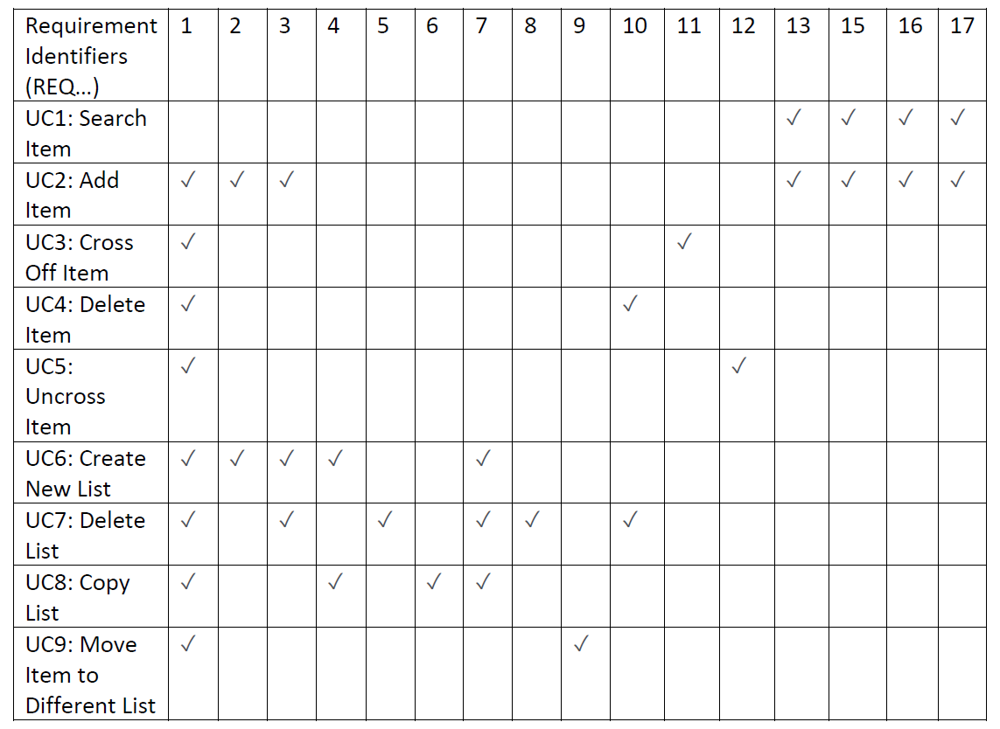 Requirement 1 2 3 4 5 6 7 8 9 10 11 12 13 15 16 17
Identifiers
(REQ...)
UC1: Search ✓ ✓ ✓ ✓
Item
UC2: Add ✓ ✓ ✓ ✓ ✓ ✓ ✓
Item
UC3: Cross ✓ ✓
Off Item
UC4: Delete ✓ ✓
Item
UC5: ✓ ✓
Uncross
Item
UC6: Create ✓ ✓ ✓ ✓ ✓
New List
UC7: Delete ✓ ✓ ✓ ✓ ✓ ✓
List
UC8: Copy ✓ ✓ ✓ ✓
List
UC9: Move ✓ ✓
Item to
Different List